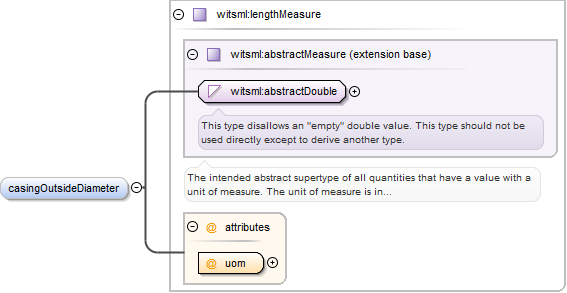 witsml:lengthMeasure
witsml:abstractMeasure (extension base)
witsml:abstractDouble
This type disallows an "empty" double value. This type should not be
used directly except to derive another type.
The intended abstract supertype of all quantities that have a value with a
unit of measure. The unit of measure is in...
casingOutsideDiameter
@ attributes
@ uom